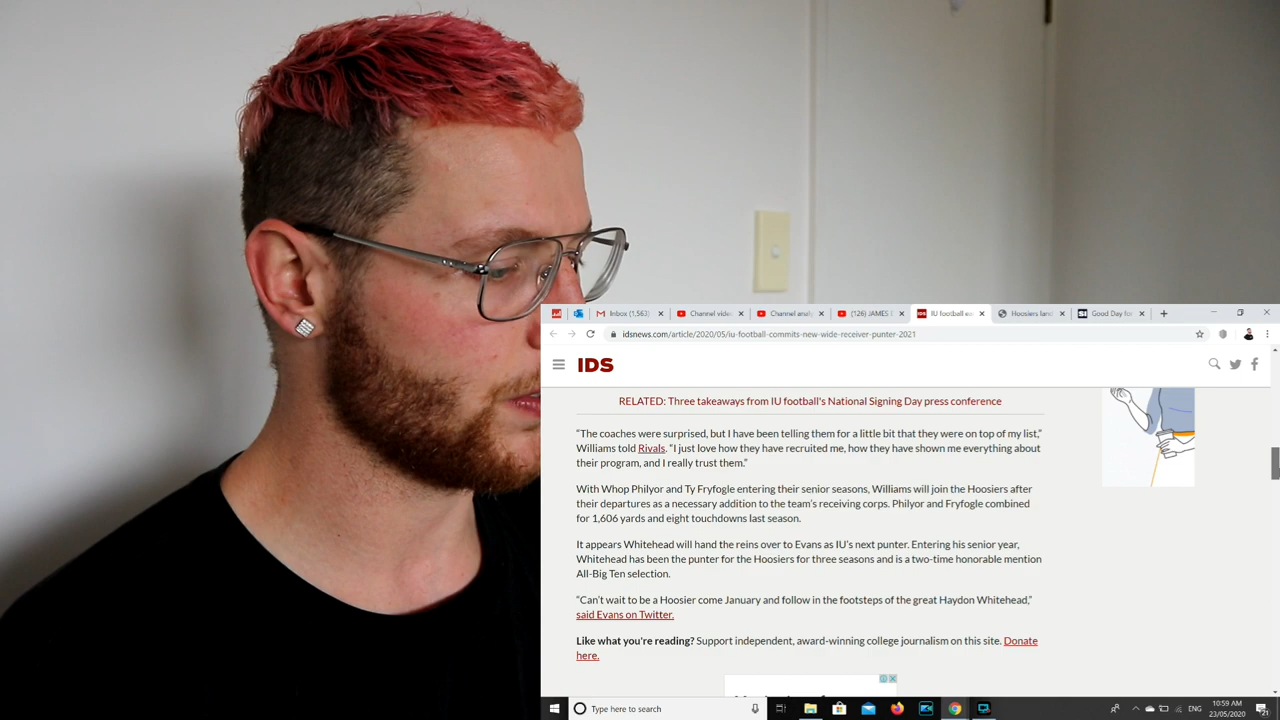 Inbox (1,563)
Channel vide
Channel analy
(126) JAMES
IU football
Hoosiers lan
Good Day for
idsnews.com/article/2020/05/iu-football-commits-new-wide-receiver-punter-2021
IDS
RELATED: Three takeaways from IU football's National Signing Day press conference
“The coaches were surprised, but I have been telling them for a little bit that they were on top of my list,”
Williams told Rivals. “I just love how they have recruited me, how they have shown me everything about
their program, and I really trust them.”
With Whop Philyor and Ty Fryfogle entering their senior seasons, Williams will join the Hoosiers after
their departures as a necessary addition to the team’s receiving corps. Philyor and Fryfogle combined
for 1,606 yards and eight touchdowns last season.
It appears Whitehead will hand the reins over to Evans as IU’s next punter. Entering his senior year,
Whitehead has been the punter for the Hoosiers for three seasons and is a two-time honorable mention
All-Big Ten selection.
“Can’t wait to be a Hoosier come January and follow in the footsteps of the great Haydon Whitehead,”
said Evans on Twitter.
Like what you're reading? Support independent, award-winning college journalism on this site. Donate
here.
Type here to search
ENG
10:59 AM
23/05/2020